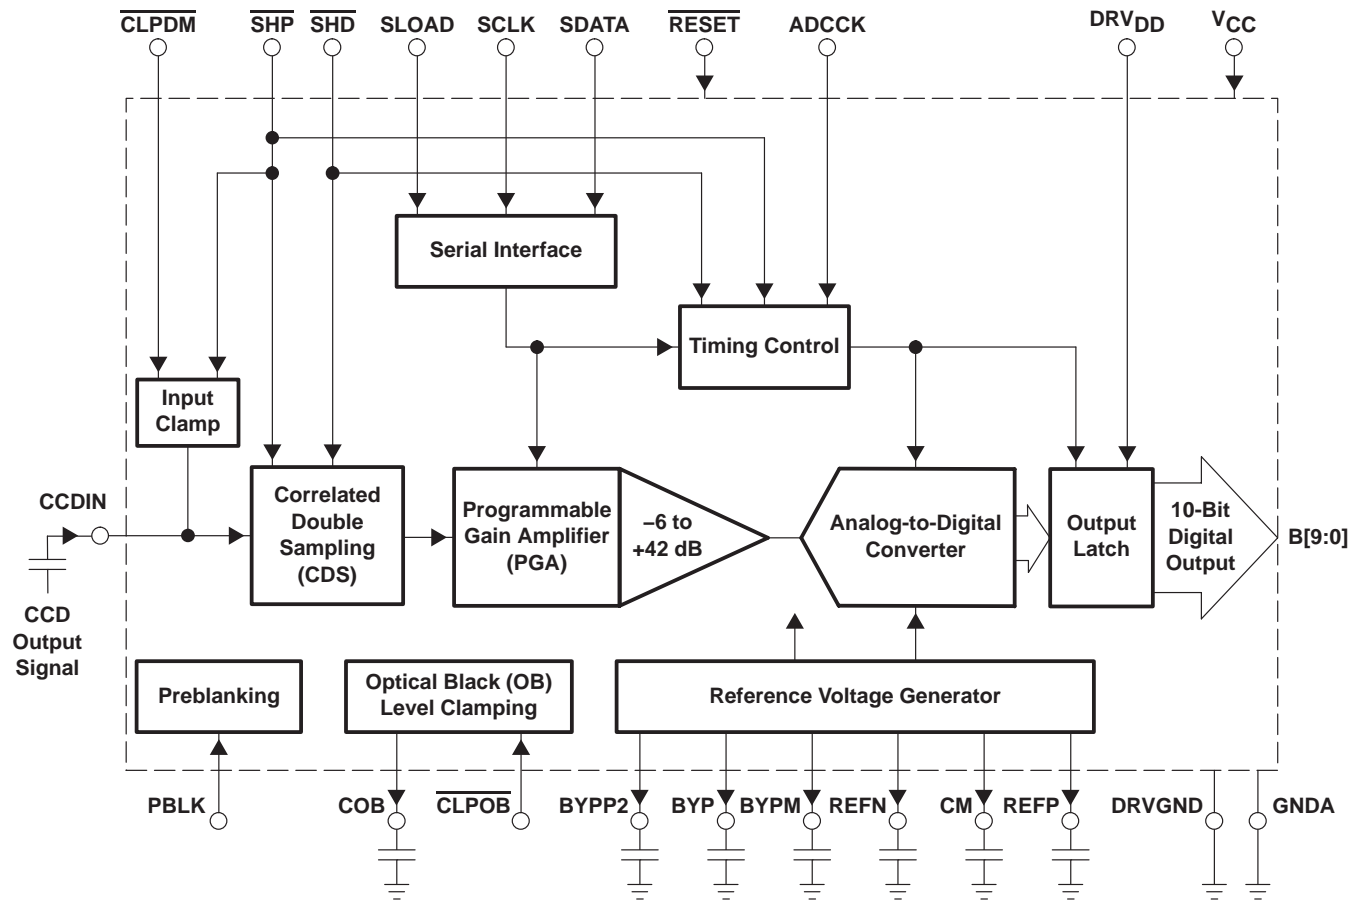 CLPDM SHP SHD SLOAD SCLK SDATA RESET ADCCK DRVDD VCC
Serial Interface
Timing Control
Input
Clamp
CCDIN
CCD
Output
Signal
Correlated
Double
Sampling
(CDS)
Programmable
Gain Amplifier
(PGA)
–6 to
+42 dB
Analog-to-Digital
Converter
Output
Latch
10-Bit
Digital
Output
B[9:0]
Preblanking
Optical Black (OB)
Level Clamping
Reference Voltage Generator
PBLK COB CLPOB BYPP2 BYP BYPM REFN CM REFP DRVGND GNDA